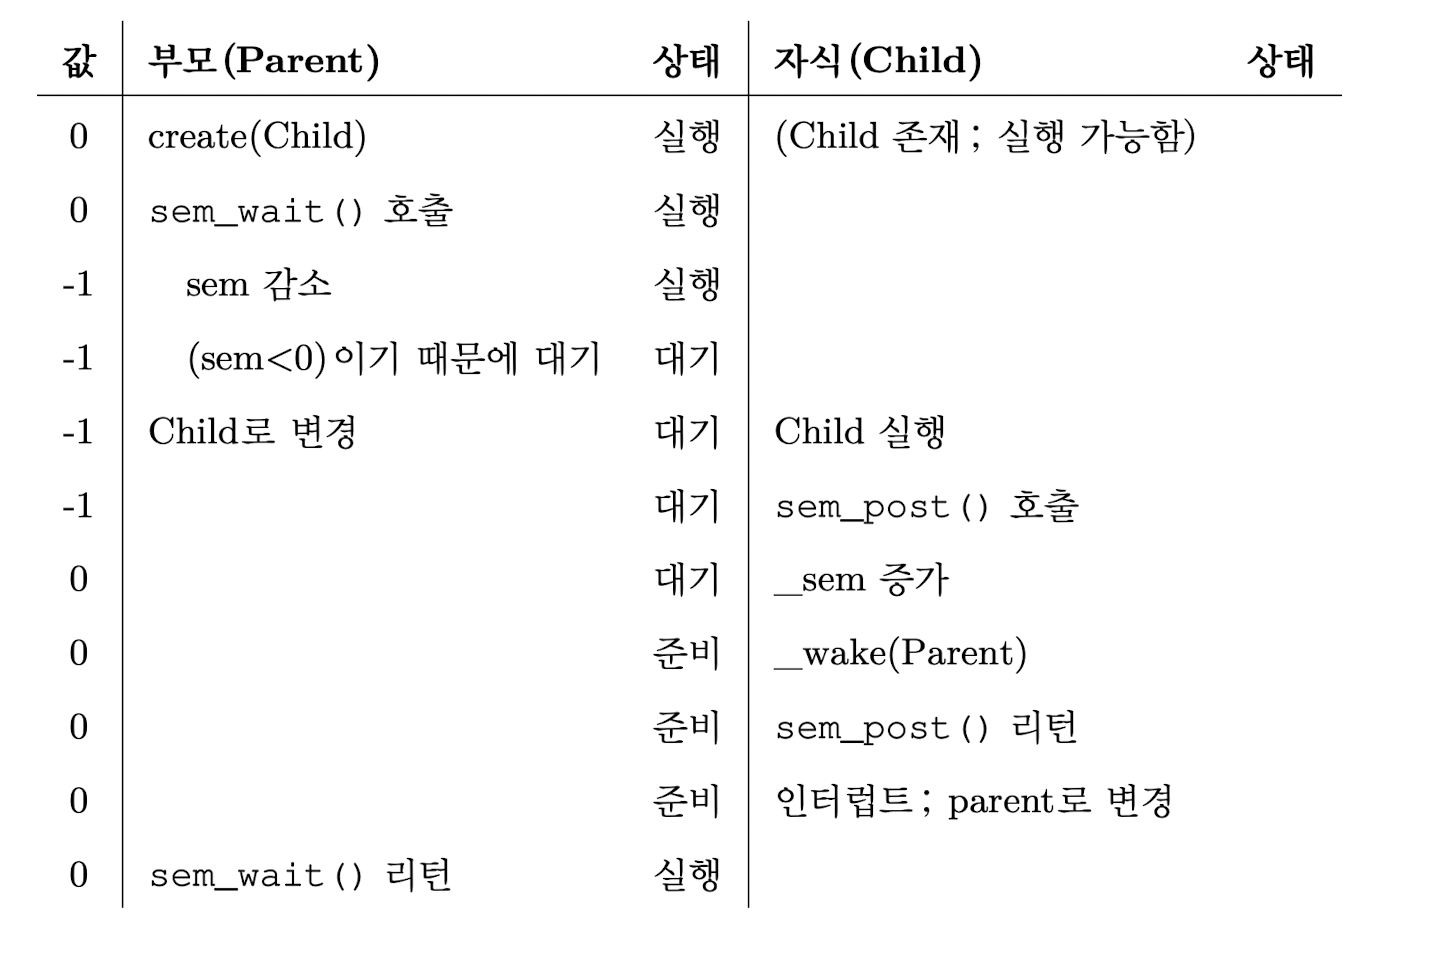 값 부모(Parent) 상태 자식(Child) 상태
0 create(Child) 실행 (Child 존재; 실행 가능함)
0 sem_wait() 호출 실행
-1 sem 감소 실행
-1 (sem<0)이기 때문에 대기 대기
-1 Child로 변경 대기 Child 실행
-1 대기 sem_post() 호출
0 대기 _sem 증가
0 준비 _wake(Parent)
0 준비 sem_post() 리턴
0 준비 인터럽트; parent로 변경
0 sem_wait() 리턴 실행